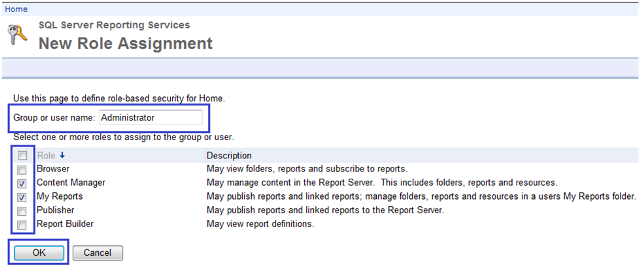 Home
SQL Server Reporting Services
New Role Assignment
Use this page to define role-based security for Home.
Group or user name: Administrator
Select one or more roles to assign to the group or user.
Role ↓ Description
Browser May view folders, reports and subscribe to reports.
Content Manager May manage content in the Report Server. This includes folders, reports and resources.
My Reports May publish reports and linked reports; manage folders, reports and resources in a users My Reports folder.
Publisher May publish reports and linked reports to the Report Server.
Report Builder May view report definitions.
OK Cancel